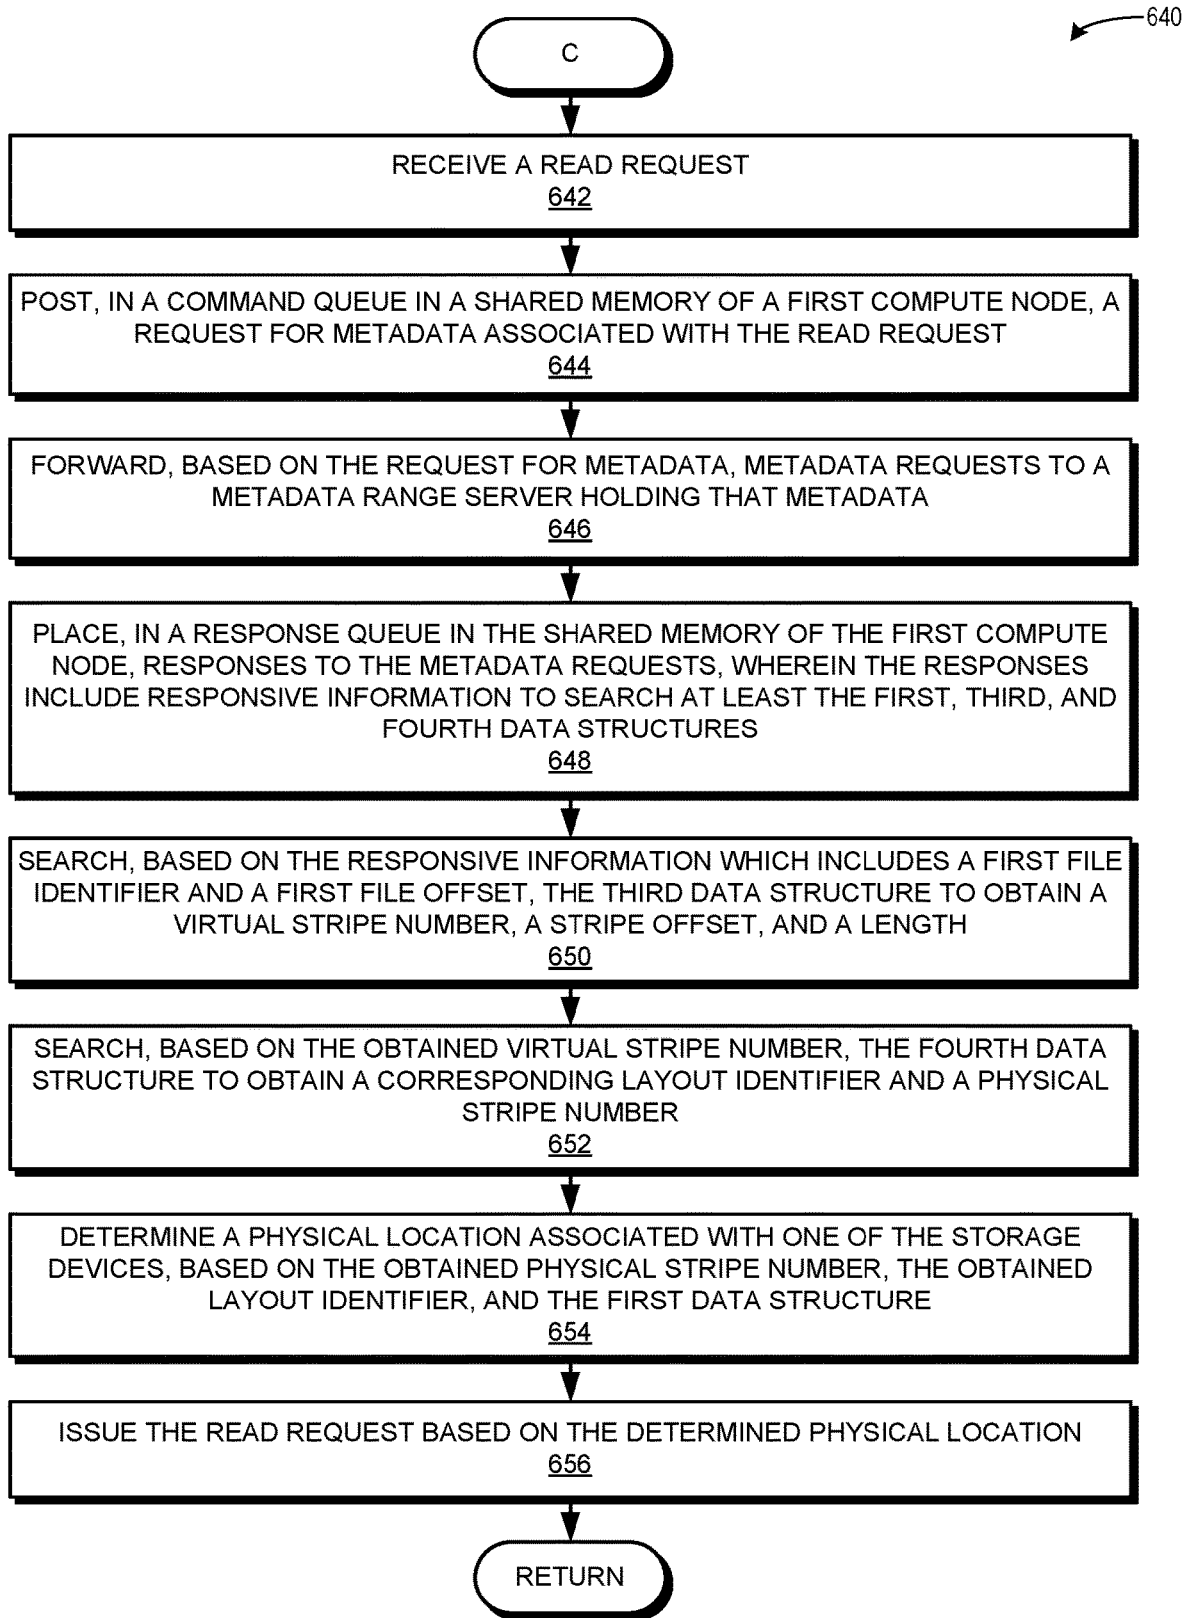 640
C
RECEIVE A READ REQUEST
642
POST, IN A COMMAND QUEUE IN A SHARED MEMORY OF A FIRST COMPUTE NODE, A
REQUEST FOR METADATA ASSOCIATED WITH THE READ REQUEST
644
FORWARD, BASED ON THE REQUEST FOR METADATA, METADATA REQUESTS TO A
METADATA RANGE SERVER HOLDING THAT METADATA
646
PLACE, IN A RESPONSE QUEUE IN THE SHARED MEMORY OF THE FIRST COMPUTE
NODE, RESPONSES TO THE METADATA REQUESTS, WHEREIN THE RESPONSES
INCLUDE RESPONSIVE INFORMATION TO SEARCH AT LEAST THE FIRST, THIRD, AND
FOURTH DATA STRUCTURES
648
SEARCH, BASED ON THE RESPONSIVE INFORMATION WHICH INCLUDES A FIRST FILE
IDENTIFIER AND A FIRST FILE OFFSET, THE THIRD DATA STRUCTURE TO OBTAIN A
VIRTUAL STRIPE NUMBER, A STRIPE OFFSET, AND A LENGTH
650
SEARCH, BASED ON THE OBTAINED VIRTUAL STRIPE NUMBER, THE FOURTH DATA
STRUCTURE TO OBTAIN A CORRESPONDING LAYOUT IDENTIFIER AND A PHYSICAL
STRIPE NUMBER
652
DETERMINE A PHYSICAL LOCATION ASSOCIATED WITH ONE OF THE STORAGE
DEVICES, BASED ON THE OBTAINED PHYSICAL STRIPE NUMBER, THE OBTAINED
LAYOUT IDENTIFIER, AND THE FIRST DATA STRUCTURE
654
ISSUE THE READ REQUEST BASED ON THE DETERMINED PHYSICAL LOCATION
656
RETURN